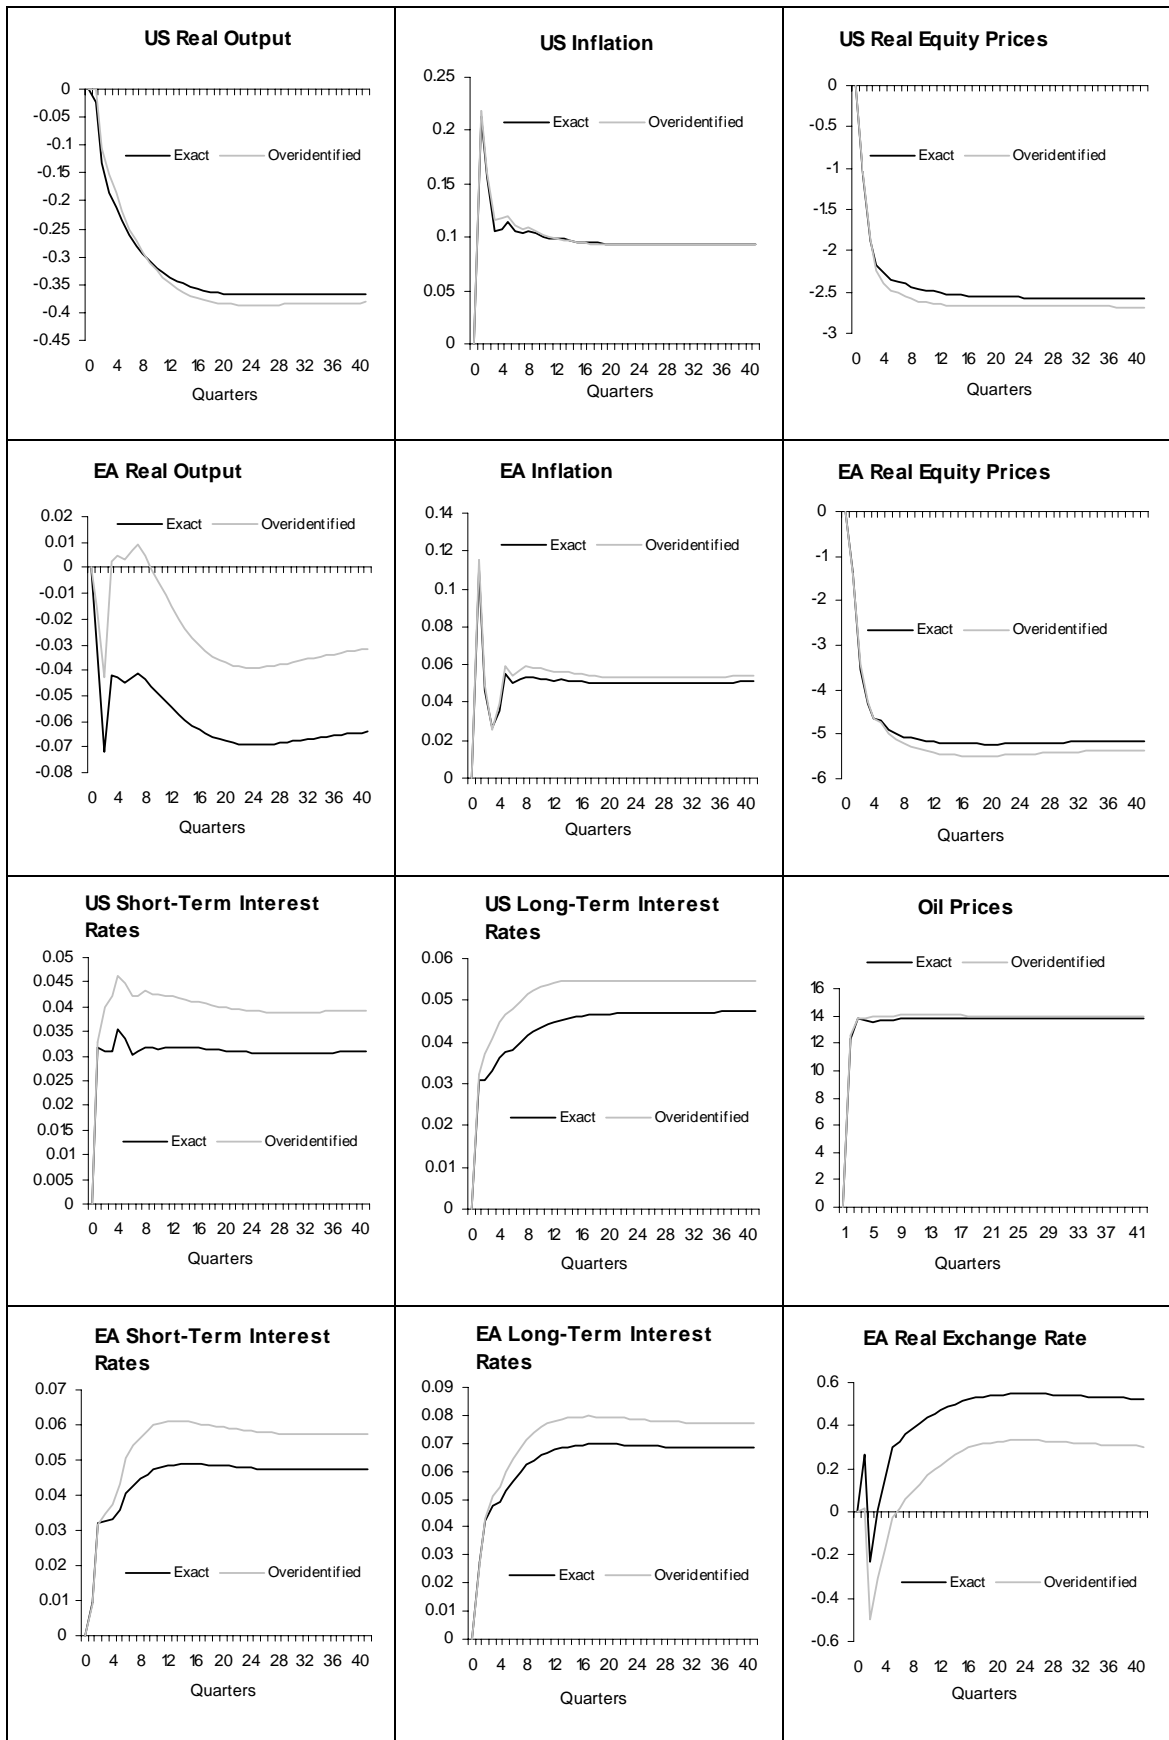 US Real Output
0
-0.05
-0.1
-0.15
-0.2
-0.25
-0.3
-0.35
-0.4
-0.45
Exact Overidentified
0 4 8 12 16 20 24 28 32 36 40
Quarters
US Inflation
0.25
0.2
0.15
0.1
0.05
0
Exact Overidentified
0 4 8 12 16 20 24 28 32 36 40
Quarters
US Real Equity Prices
0
-0.5
-1
-1.5
-2
-2.5
-3
Exact Overidentified
0 4 8 12 16 20 24 28 32 36 40
Quarters
EA Real Output
0.02
0.01
0
-0.01
-0.02
-0.03
-0.04
-0.05
-0.06
-0.07
-0.08
Exact Overidentified
0 4 8 12 16 20 24 28 32 36 40
Quarters
EA Inflation
0.14
0.12
0.1
0.08
0.06
0.04
0.02
0
Exact Overidentified
0 4 8 12 16 20 24 28 32 36 40
Quarters
EA Real Equity Prices
0
-1
-2
-3
-4
-5
-6
Exact Overidentified
0 4 8 12 16 20 24 28 32 36 40
Quarters
US Short-Term Interest
Rates
0.05
0.045
0.04
0.035
0.03
0.025
0.02
0.015
0.01
0.005
0
Exact Overidentified
0 4 8 12 16 20 24 28 32 36 40
Quarters
US Long-Term Interest
Rates
0.06
0.05
0.04
0.03
0.02
0.01
0
Exact Overidentified
0 4 8 12 16 20 24 28 32 36 40
Quarters
Oil Prices
Exact Overidentified
16
14
12
10
8
6
4
2
0
1 5 9 13 17 21 25 29 33 37 41
Quarters
EA Short-Term Interest
Rates
0.07
0.06
0.05
0.04
0.03
0.02
0.01
0
Exact Overidentified
0 4 8 12 16 20 24 28 32 36 40
Quarters
EA Long-Term Interest
Rates
0.09
0.08
0.07
0.06
0.05
0.04
0.03
0.02
0.01
0
Exact Overidentified
0 4 8 12 16 20 24 28 32 36 40
Quarters
EA Real Exchange Rate
0.6
0.4
0.2
0
-0.2
-0.4
-0.6
Exact Overidentified
0 4 8 12 16 20 24 28 32 36 40
Quarters